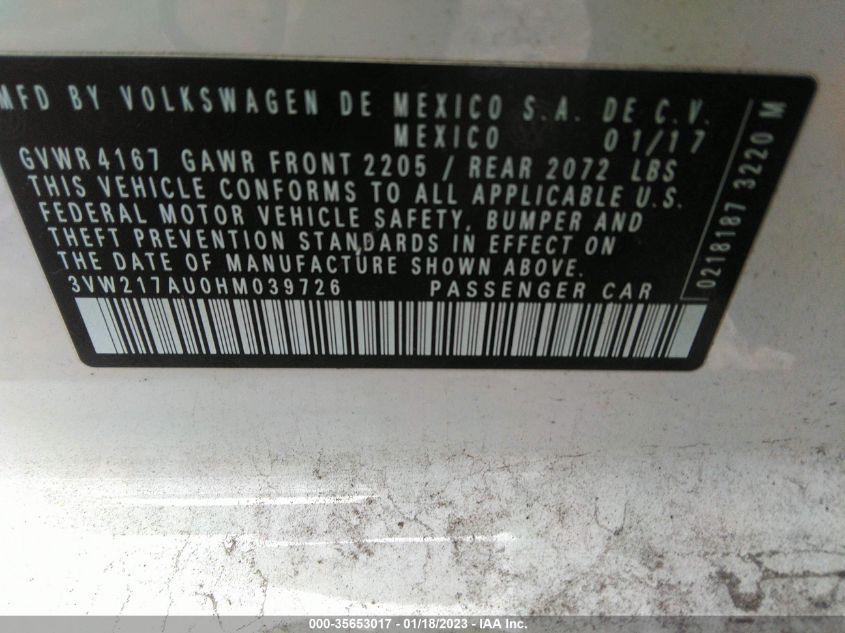 MFD BY VOLKSWAGEN DE MEXICO S.A. DE C.V.
MEXICO 01/17
GVWR 4167 GAWR FRONT 2205 / REAR 2072 LBS
THIS VEHICLE CONFORMS TO ALL APPLICABLE U.S.
FEDERAL MOTOR VEHICLE SAFETY, BUMPER AND
THEFT PREVENTION STANDARDS IN EFFECT ON
THE DATE OF MANUFACTURE SHOWN ABOVE.
3VW217AU0HM039726 PASSENGER CAR
0218187 3220 M
000-35653017 - 01/18/2023 - IAA Inc.